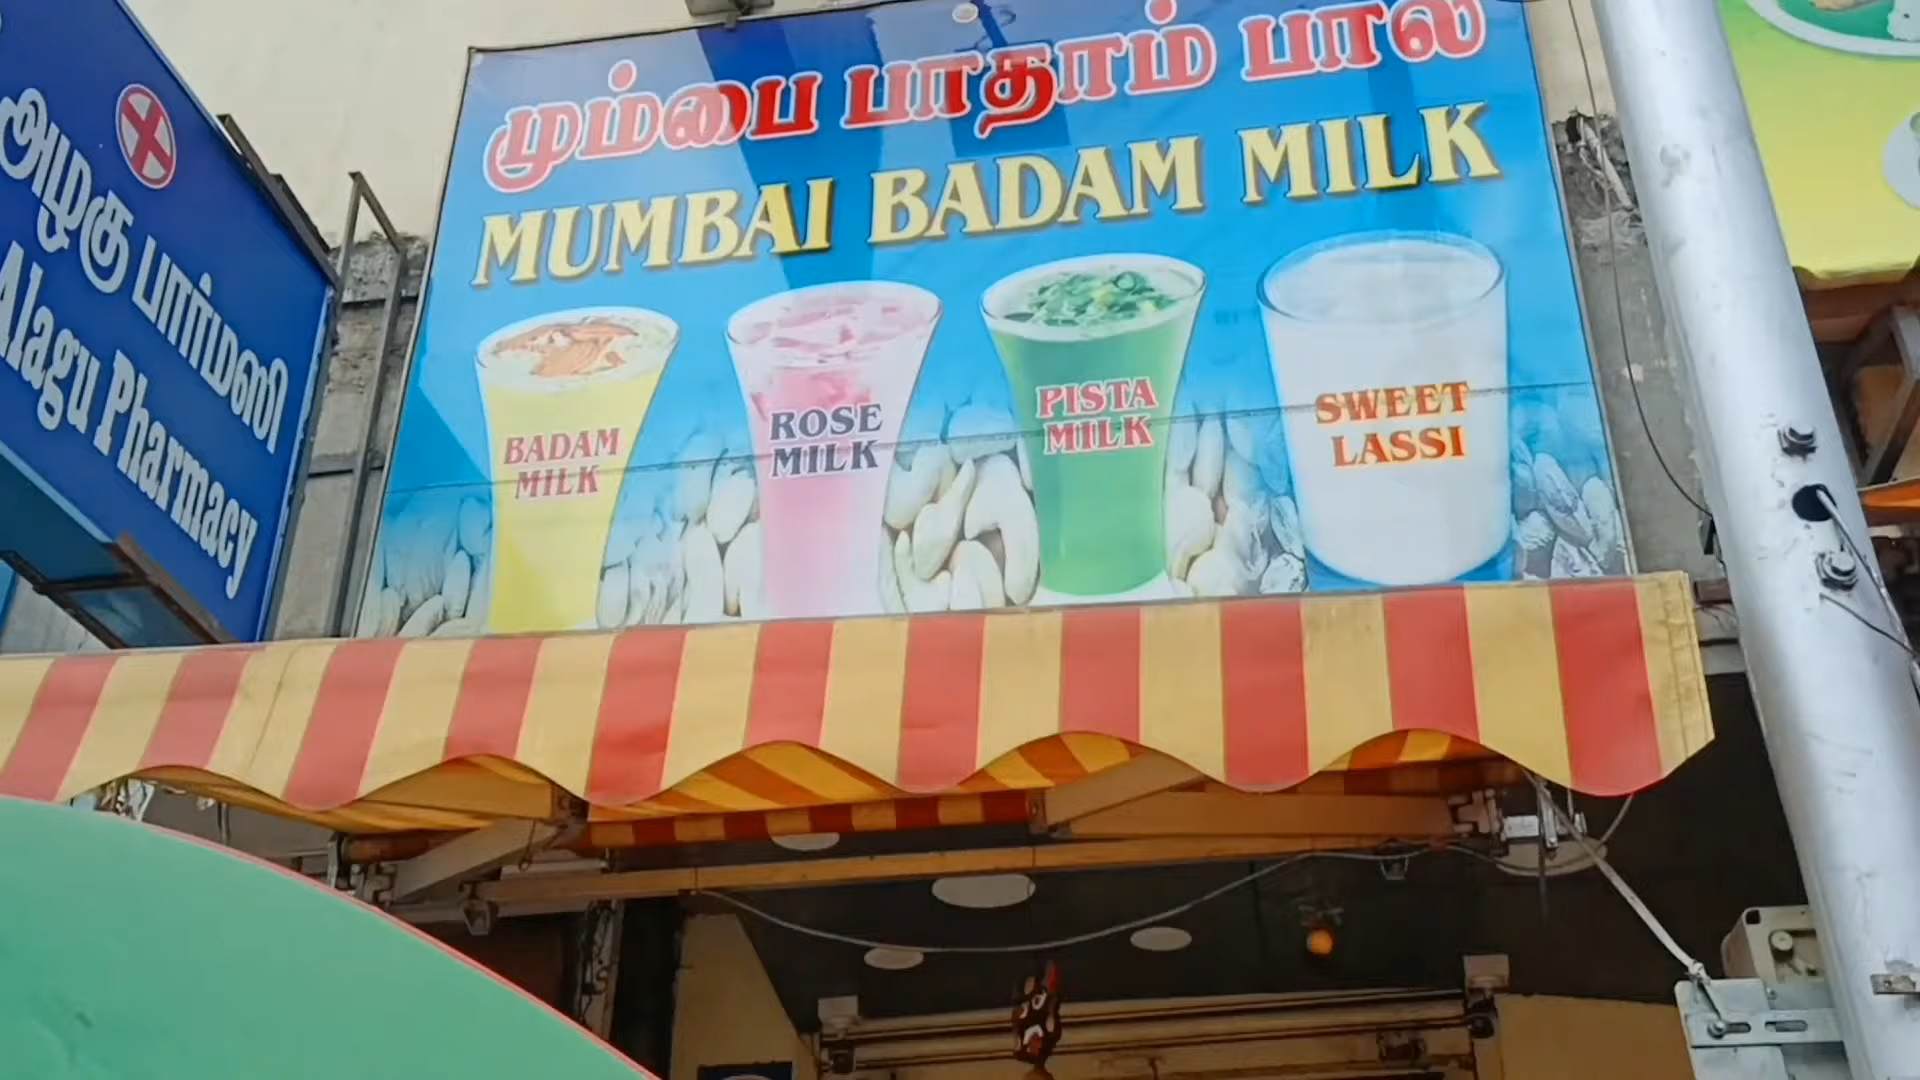 அழகு பார்மஸி
Alagu Pharmacy
மும்பை பாதாம் பால்
MUMBAI BADAM MILK
BADAM
MILK
ROSE
MILK
PISTA
MILK
SWEET
LASSI